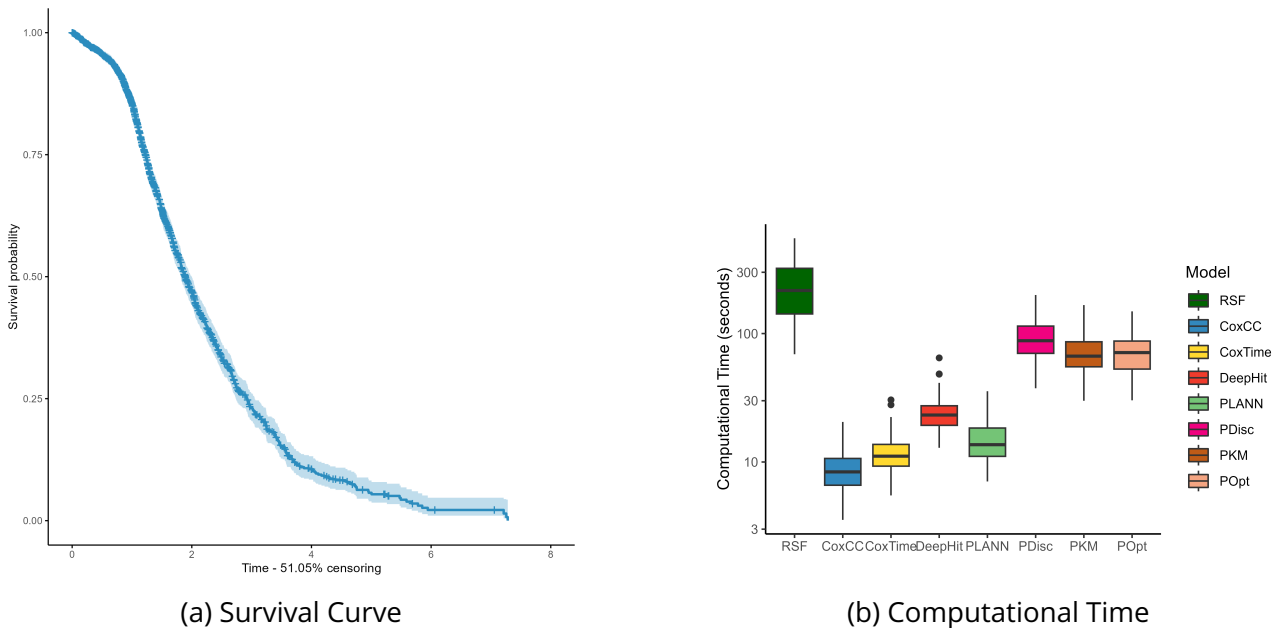 1.00
0.75
0.50
0.25
0.00
Survival probability
0 2 4 6 8
Time - 51.05% censoring
(a) Survival Curve
300
100
30
10
3
Computational Time (seconds)
RSF CoxCC CoxTime DeepHit PLANN PDisc PKM POpt
Model
RSF
CoxCC
CoxTime
DeepHit
PLANN
PDisc
PKM
POpt
(b) Computational Time